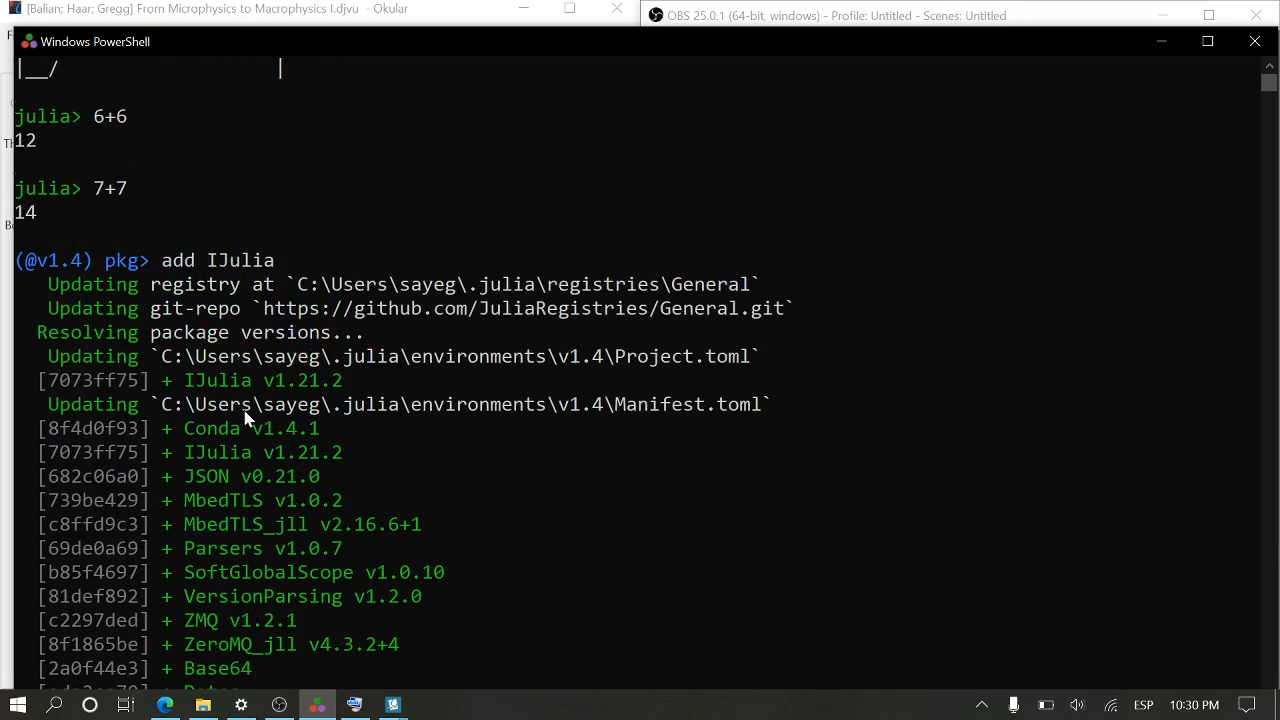 [Balian; Haar; Gregg] From Microphysics to Macrophysics I.djvu - Okular
OBS 25.0.1 (64-bit, windows) - Profile: Untitled - Scenes: Untitled
Windows PowerShell
|__/                    |
julia> 6+6
12
julia> 7+7
14
(@v1.4) pkg> add IJulia
Updating registry at `C:\Users\sayeg\.julia\registries\General`
Updating git-repo `https://github.com/JuliaRegistries/General.git`
Resolving package versions...
Updating `C:\Users\sayeg\.julia\environments\v1.4\Project.toml`
[7073ff75] + IJulia v1.21.2
Updating `C:\Users\sayeg\.julia\environments\v1.4\Manifest.toml`
[8f4d0f93] + Conda v1.4.1
[7073ff75] + IJulia v1.21.2
[682c06a0] + JSON v0.21.0
[739be429] + MbedTLS v1.0.2
[c8ffd9c3] + MbedTLS_jll v2.16.6+1
[69de0a69] + Parsers v1.0.7
[b85f4697] + SoftGlobalScope v1.0.10
[81def892] + VersionParsing v1.2.0
[c2297ded] + ZMQ v1.2.1
[8f1865be] + ZeroMQ_jll v4.3.2+4
[2a0f44e3] + Base64
ESP
10:30 PM